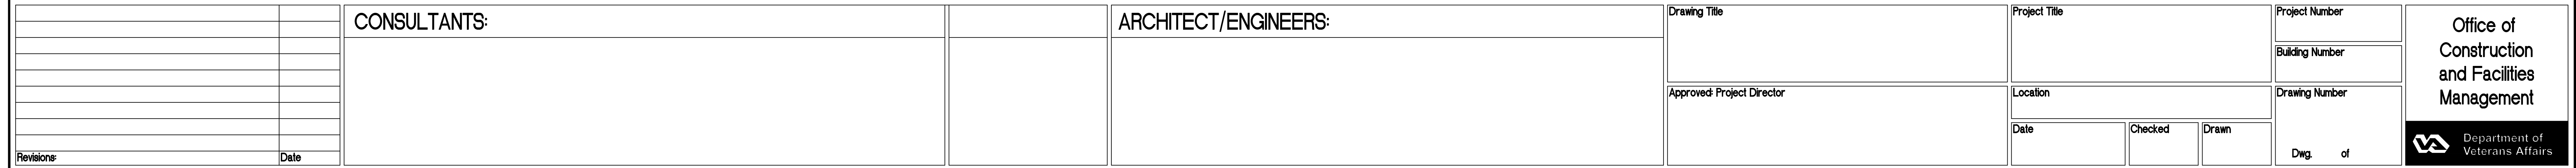 Revisions:
Date
CONSULTANTS:
ARCHITECT/ENGINEERS:
Drawing Title
Approved: Project Director
Project Title
Location
Date
Checked
Drawn
Project Number
Building Number
Drawing Number
Dwg. of
Office of
Construction
and Facilities
Management
VA
Department of
Veterans Affairs